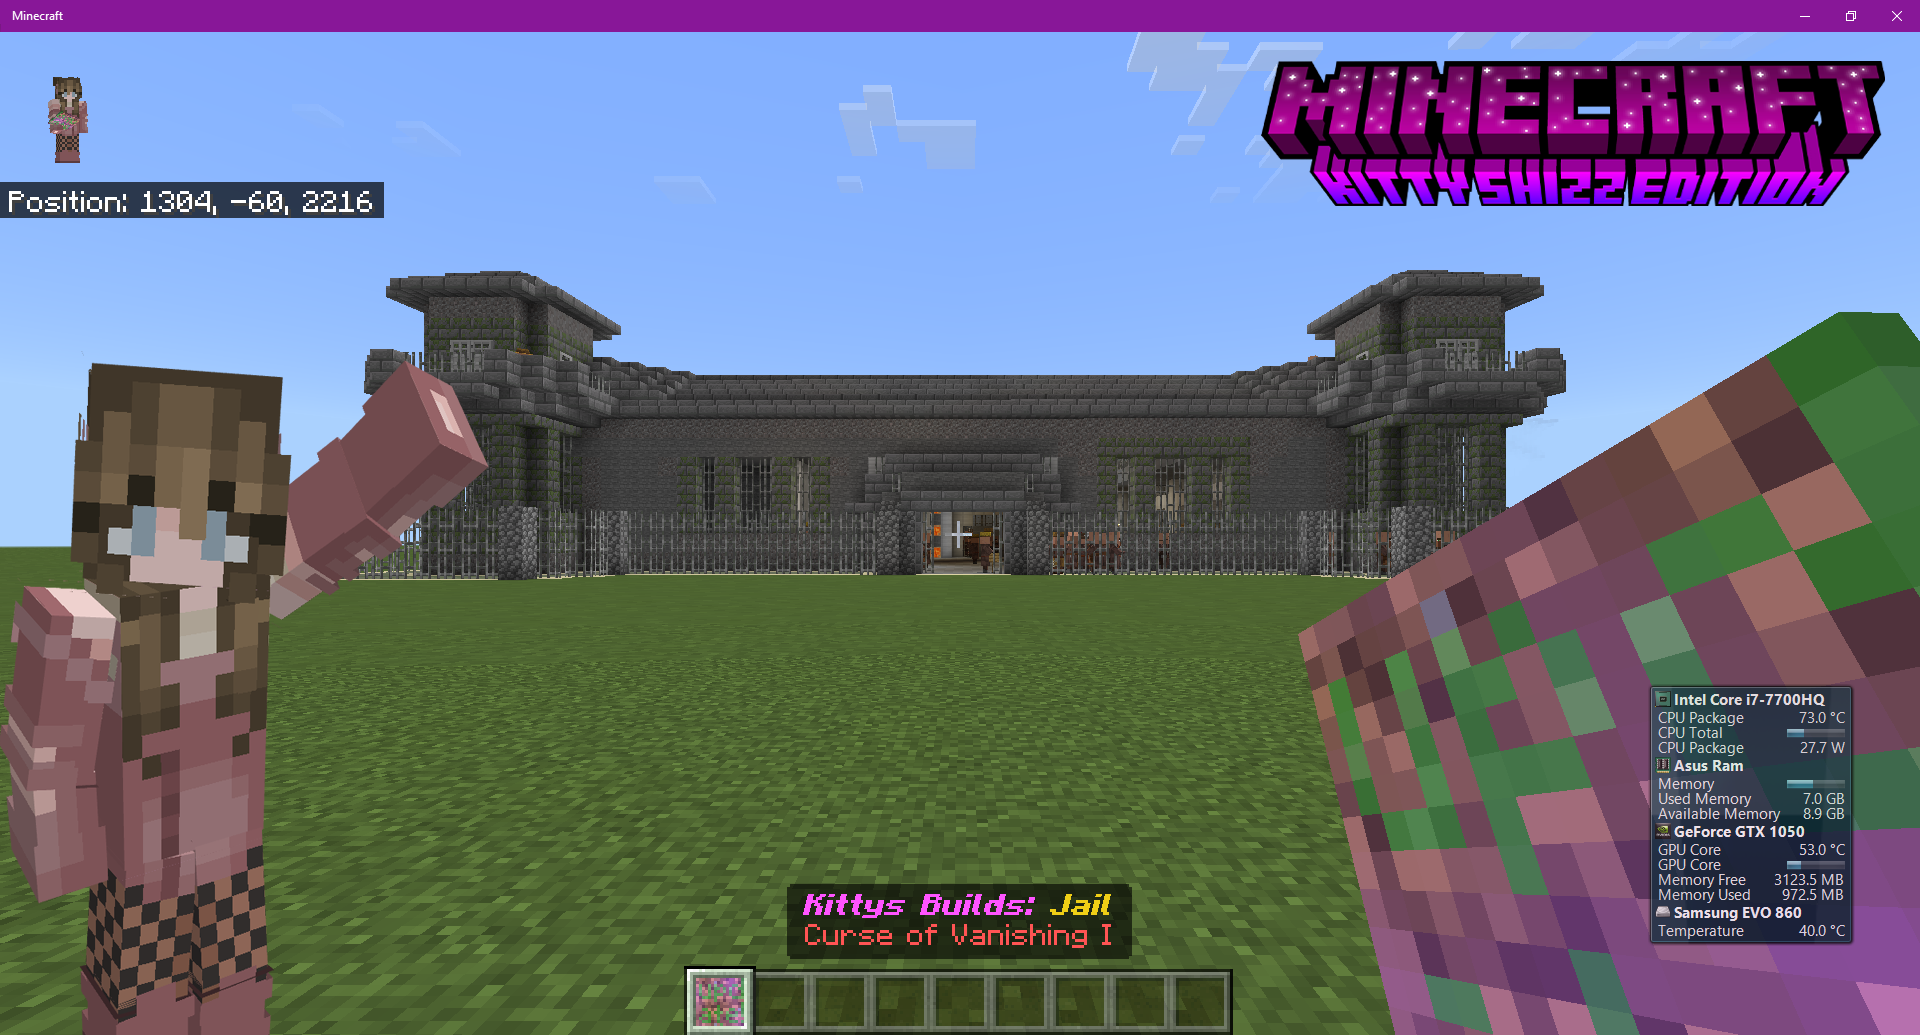 Minecraft
MINECRAFT
KITTY SHIZZ EDITION
Position: 1304, -60, 2216
Intel Core i7-7700HQ
CPU Package 73.0 °C
CPU Total
CPU Package 27.7 W
Asus Ram
Memory
Used Memory 7.0 GB
Available Memory 8.9 GB
GeForce GTX 1050
GPU Core 53.0 °C
GPU Core
Memory Free 3123.5 MB
Memory Used 972.5 MB
Samsung EVO 860
Temperature 40.0 °C
Kittys Builds: Jail
Curse of Vanishing I